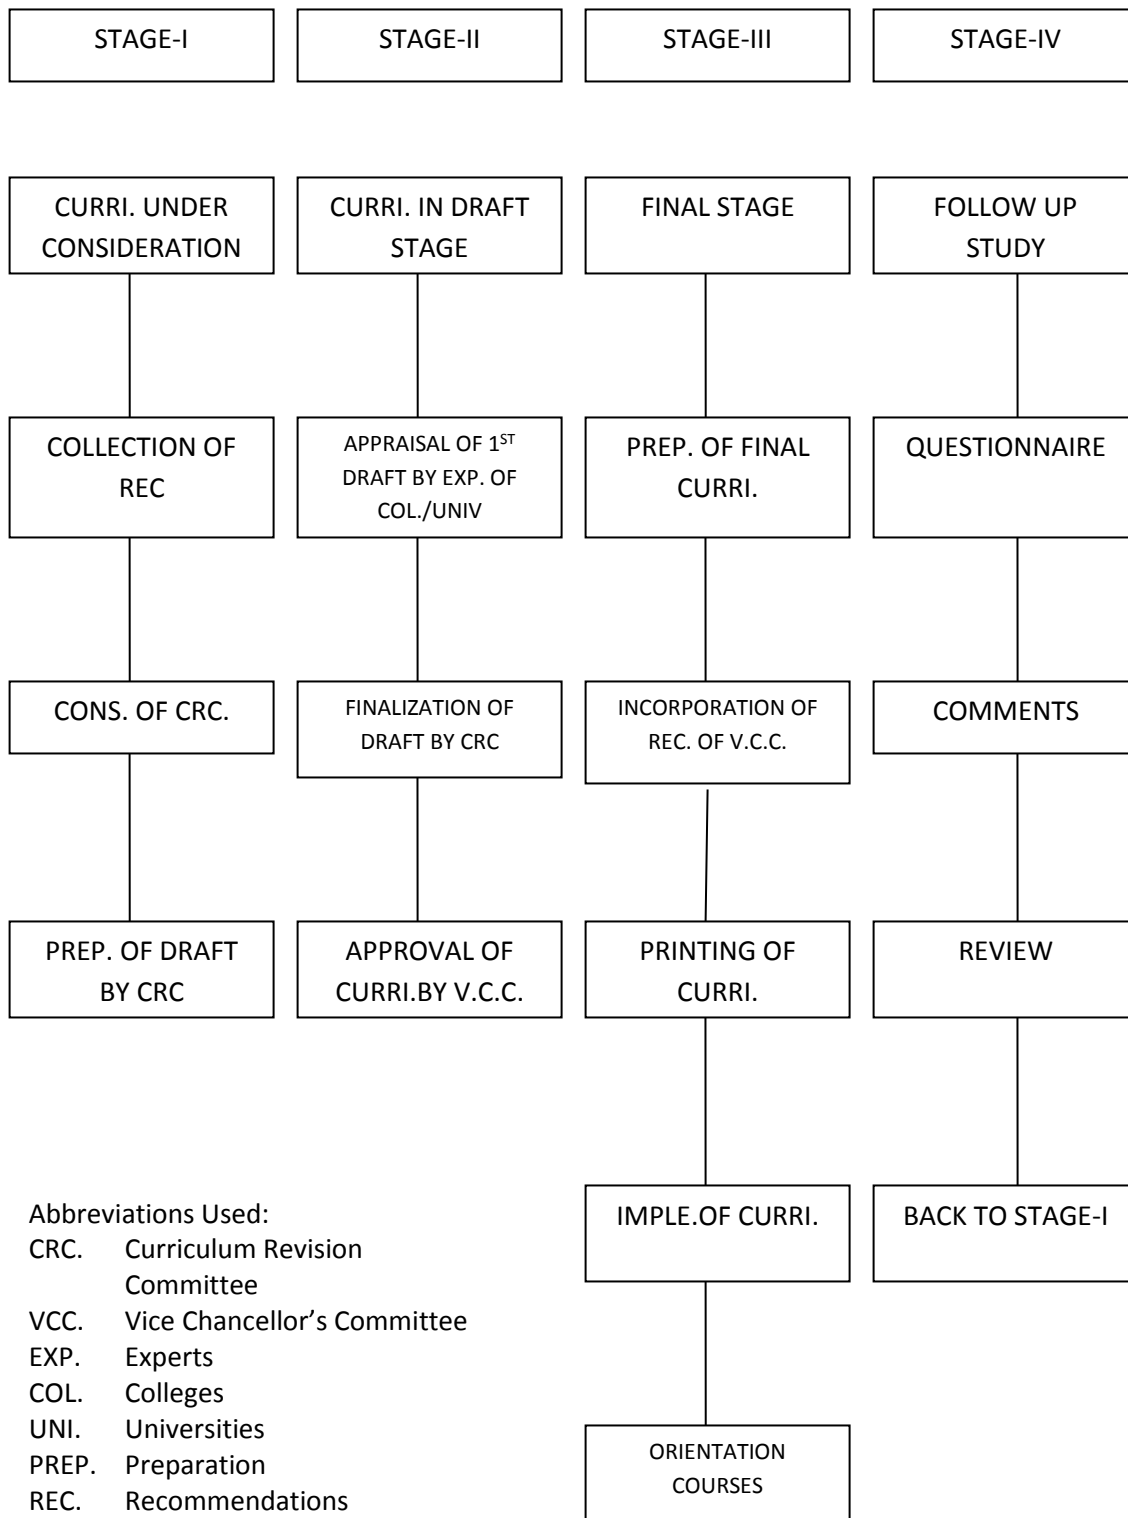 STAGE-I
STAGE-II
STAGE-III
STAGE-IV
CURRI. UNDER
CONSIDERATION
CURRI. IN DRAFT
STAGE
FINAL STAGE
FOLLOW UP
STUDY
COLLECTION OF
REC
APPRAISAL OF 1ST
DRAFT BY EXP. OF
COL./UNIV
PREP. OF FINAL
CURRI.
QUESTIONNAIRE
CONS. OF CRC.
FINALIZATION OF
DRAFT BY CRC
INCORPORATION OF
REC. OF V.C.C.
COMMENTS
PREP. OF DRAFT
BY CRC
APPROVAL OF
CURRI.BY V.C.C.
PRINTING OF
CURRI.
REVIEW
IMPLE.OF CURRI.
BACK TO STAGE-I
ORIENTATION
COURSES
Abbreviations Used:
CRC. Curriculum Revision
Committee
VCC. Vice Chancellor’s Committee
EXP. Experts
COL. Colleges
UNI. Universities
PREP. Preparation
REC. Recommendations